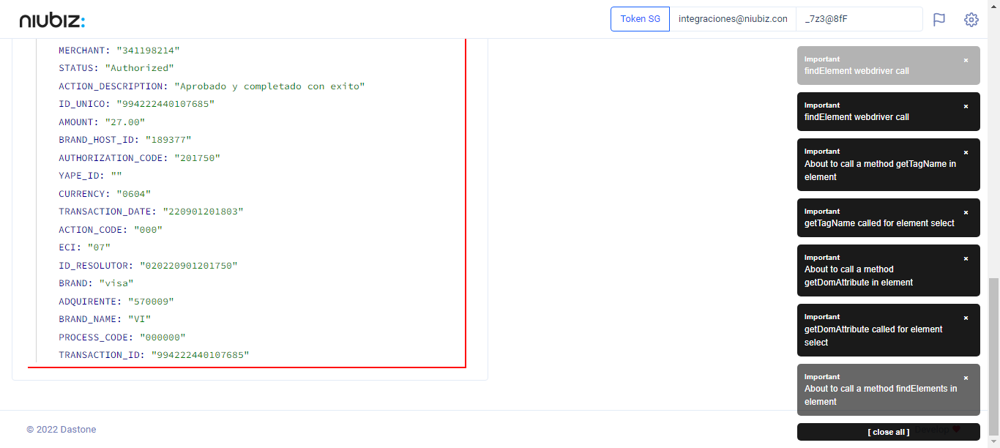 niubiz:
Token SG integraciones@niubiz.con _7z3@8fF
MERCHANT: "341198214"
STATUS: "Authorized"
ACTION_DESCRIPTION: "Aprobado y completado con exito"
ID_UNICO: "994222440107685"
AMOUNT: "27.00"
BRAND_HOST_ID: "189377"
AUTHORIZATION_CODE: "201750"
YAPE_ID: ""
CURRENCY: "0604"
TRANSACTION_DATE: "220901201803"
ACTION_CODE: "000"
ECI: "07"
ID_RESOLUTOR: "020220901201750"
BRAND: "visa"
ADQUIRENTE: "570009"
BRAND_NAME: "VI"
PROCESS_CODE: "000000"
TRANSACTION_ID: "994222440107685"
Important ×
findElement webdriver call
Important ×
findElement webdriver call
Important ×
About to call a method getTagName in
element
Important ×
getTagName called for element select
Important ×
About to call a method
getDomAttribute in element
Important ×
getDomAttribute called for element
select
Important ×
About to call a method findElements in
element
[ close all ]
© 2022 Dastone